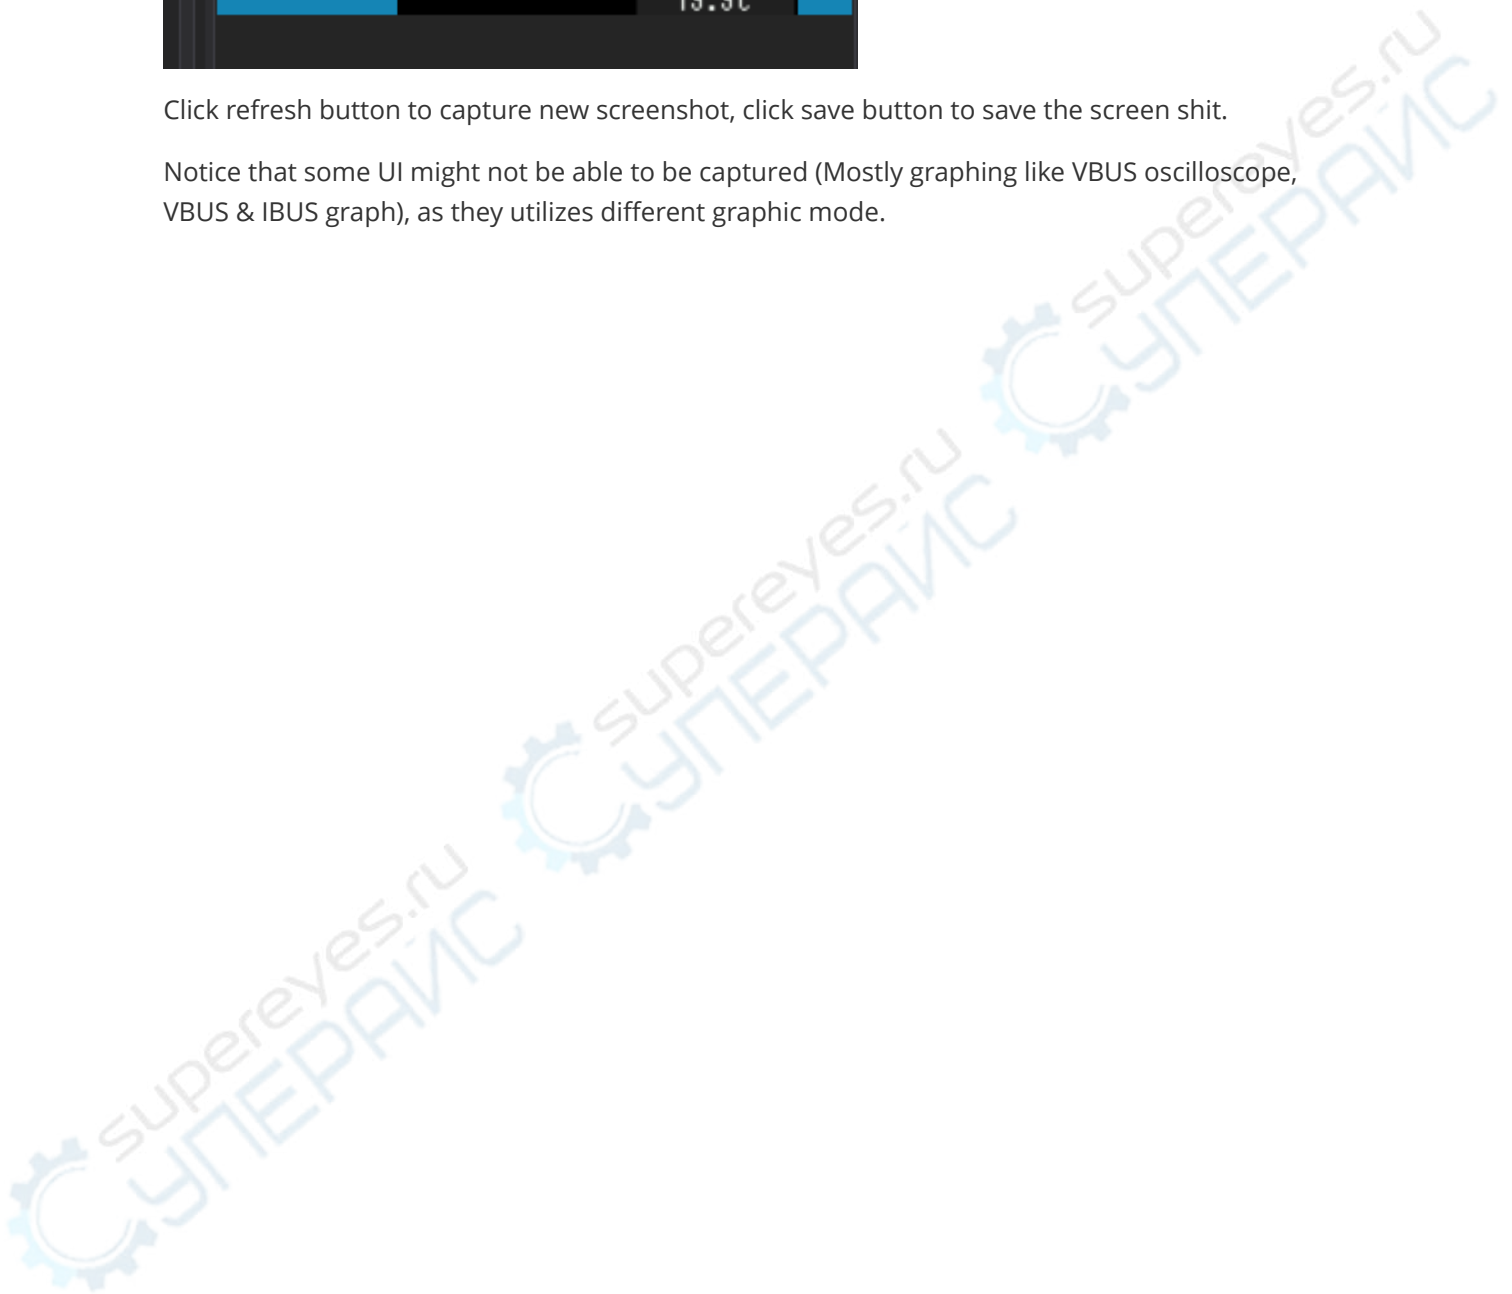 Click refresh button to capture new screenshot, click save button to save the screen shit.
Notice that some UI might not be able to be captured (Mostly graphing like VBUS oscilloscope,
VBUS & IBUS graph), as they utilizes different graphic mode.
supereyes.ru
СУПЕРАЙС
supereyes.ru
СУПЕРАЙС
supereyes.ru
СУПЕРАЙС